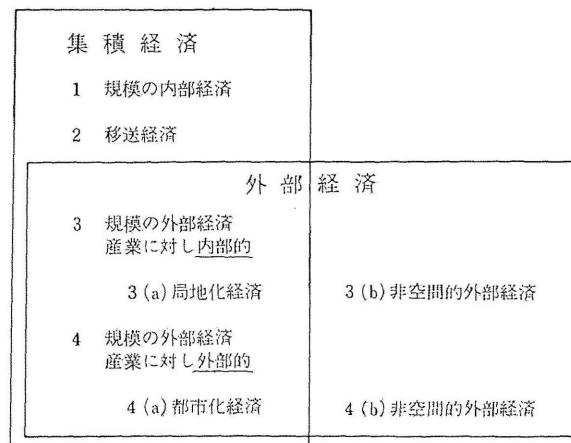 集積経済
1 規模の内部経済
2 移送経済
外部経済
3 規模の外部経済
産業に対し内部的
3(a)局地化経済 3(b)非空間的外部経済
4 規模の外部経済
産業に対し外部的
4(a)都市化経済 4(b)非空間的外部経済